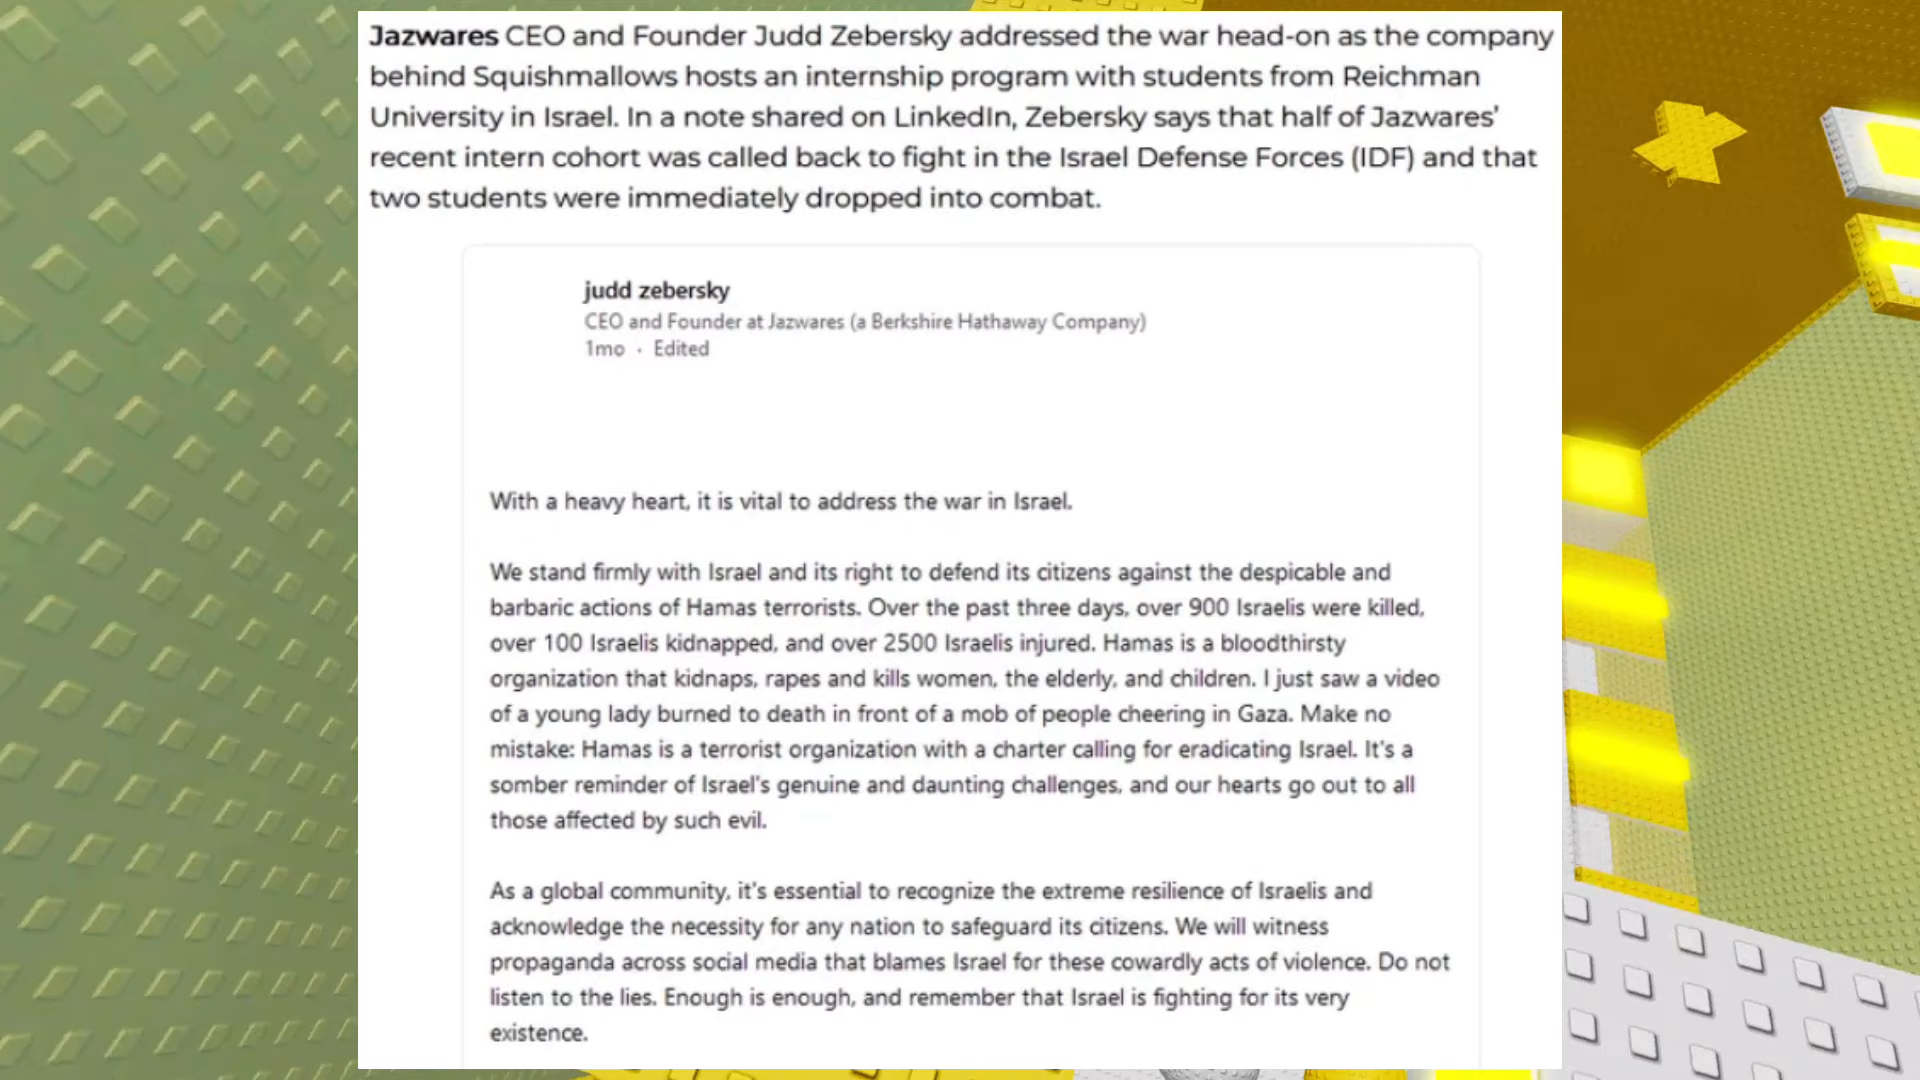 Jazwares CEO and Founder Judd Zebersky addressed the war head-on as the company
behind Squishmallows hosts an internship program with students from Reichman
University in Israel. In a note shared on LinkedIn, Zebersky says that half of Jazwares'
recent intern cohort was called back to fight in the Israel Defense Forces (IDF) and that
two students were immediately dropped into combat.
judd zebersky
CEO and Founder at Jazwares (a Berkshire Hathaway Company)
1mo · Edited
With a heavy heart, it is vital to address the war in Israel.
We stand firmly with Israel and its right to defend its citizens against the despicable and
barbaric actions of Hamas terrorists. Over the past three days, over 900 Israelis were killed,
over 100 Israelis kidnapped, and over 2500 Israelis injured. Hamas is a bloodthirsty
organization that kidnaps, rapes and kills women, the elderly, and children. I just saw a video
of a young lady burned to death in front of a mob of people cheering in Gaza. Make no
mistake: Hamas is a terrorist organization with a charter calling for eradicating Israel. It's a
somber reminder of Israel's genuine and daunting challenges, and our hearts go out to all
those affected by such evil.
As a global community, it's essential to recognize the extreme resilience of Israelis and
acknowledge the necessity for any nation to safeguard its citizens. We will witness
propaganda across social media that blames Israel for these cowardly acts of violence. Do not
listen to the lies. Enough is enough, and remember that Israel is fighting for its very
existence.